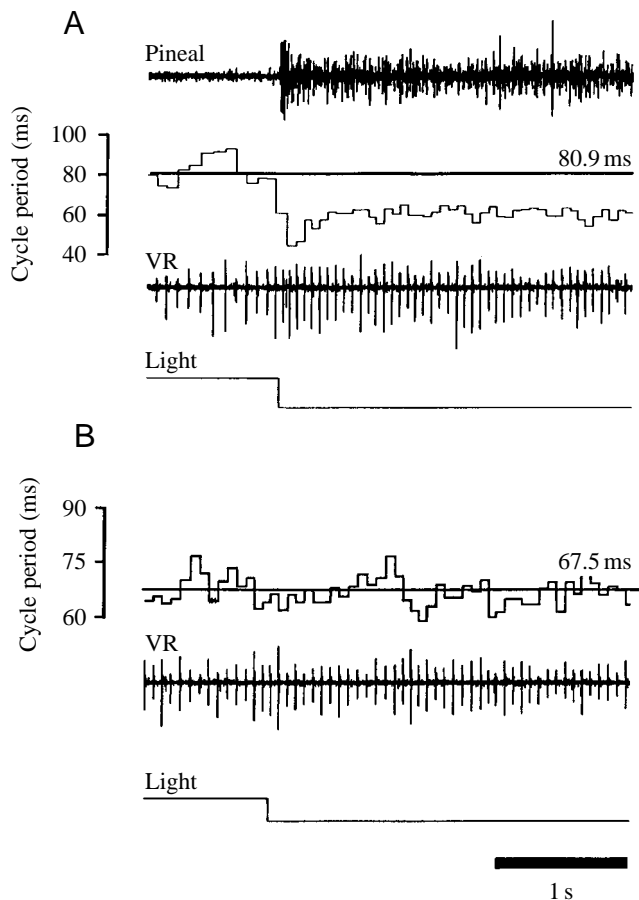 A
Pineal
Cycle period (ms)
100
80
60
40
80.9 ms
VR
Light
B
Cycle period (ms)
90
75
60
67.5 ms
VR
Light
1 s